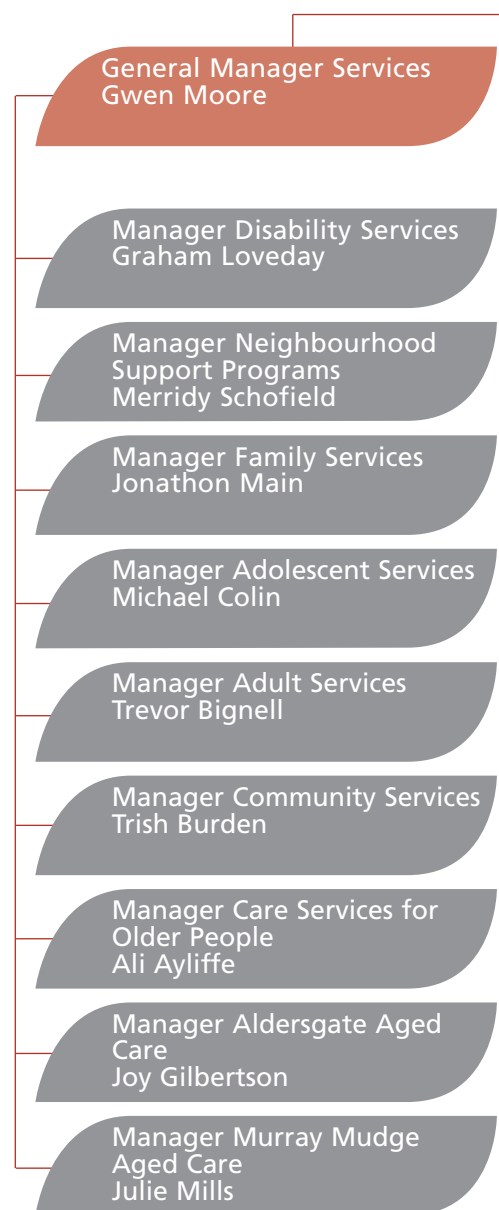 General Manager Services
Gwen Moore
Manager Disability Services
Graham Loveday
Manager Neighbourhood
Support Programs
Merridy Schofield
Manager Family Services
Jonathon Main
Manager Adolescent Services
Michael Colin
Manager Adult Services
Trevor Bignell
Manager Community Services
Trish Burden
Manager Care Services for
Older People
Ali Ayliffe
Manager Aldersgate Aged
Care
Joy Gilbertson
Manager Murray Mudge
Aged Care
Julie Mills